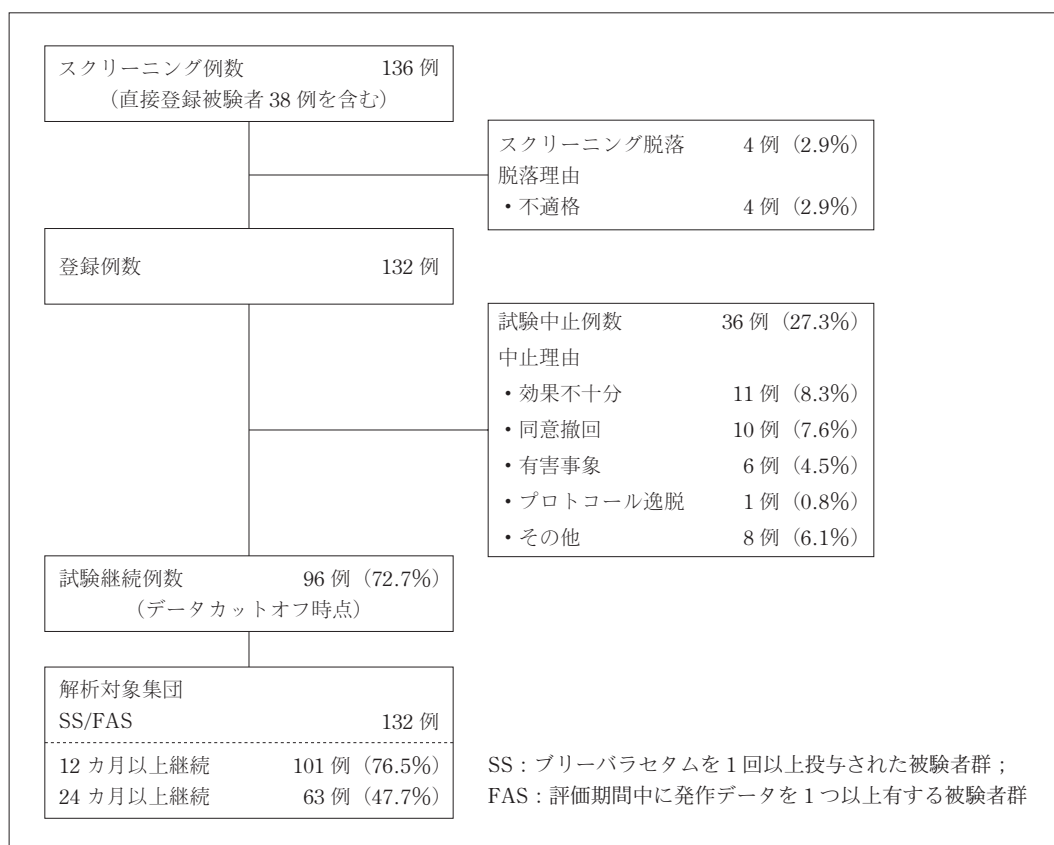 スクリーニング例数 136 例
（直接登録被験者 38 例を含む）
スクリーニング脱落 4 例（2.9％）
脱落理由
・不適格 4 例（2.9％）
登録例数 132 例
試験中止例数 36 例（27.3％）
中止理由
・効果不十分 11 例（8.3％）
・同意撤回 10 例（7.6％）
・有害事象 6 例（4.5％）
・プロトコール逸脱 1 例（0.8％）
・その他 8 例（6.1％）
試験継続例数 96 例（72.7％）
（データカットオフ時点）
解析対象集団
SS/FAS 132 例
12 カ月以上継続 101 例（76.5％）
24 カ月以上継続 63 例（47.7％）
SS：ブリーバラセタムを 1 回以上投与された被験者群；
FAS：評価期間中に発作データを 1 つ以上有する被験者群